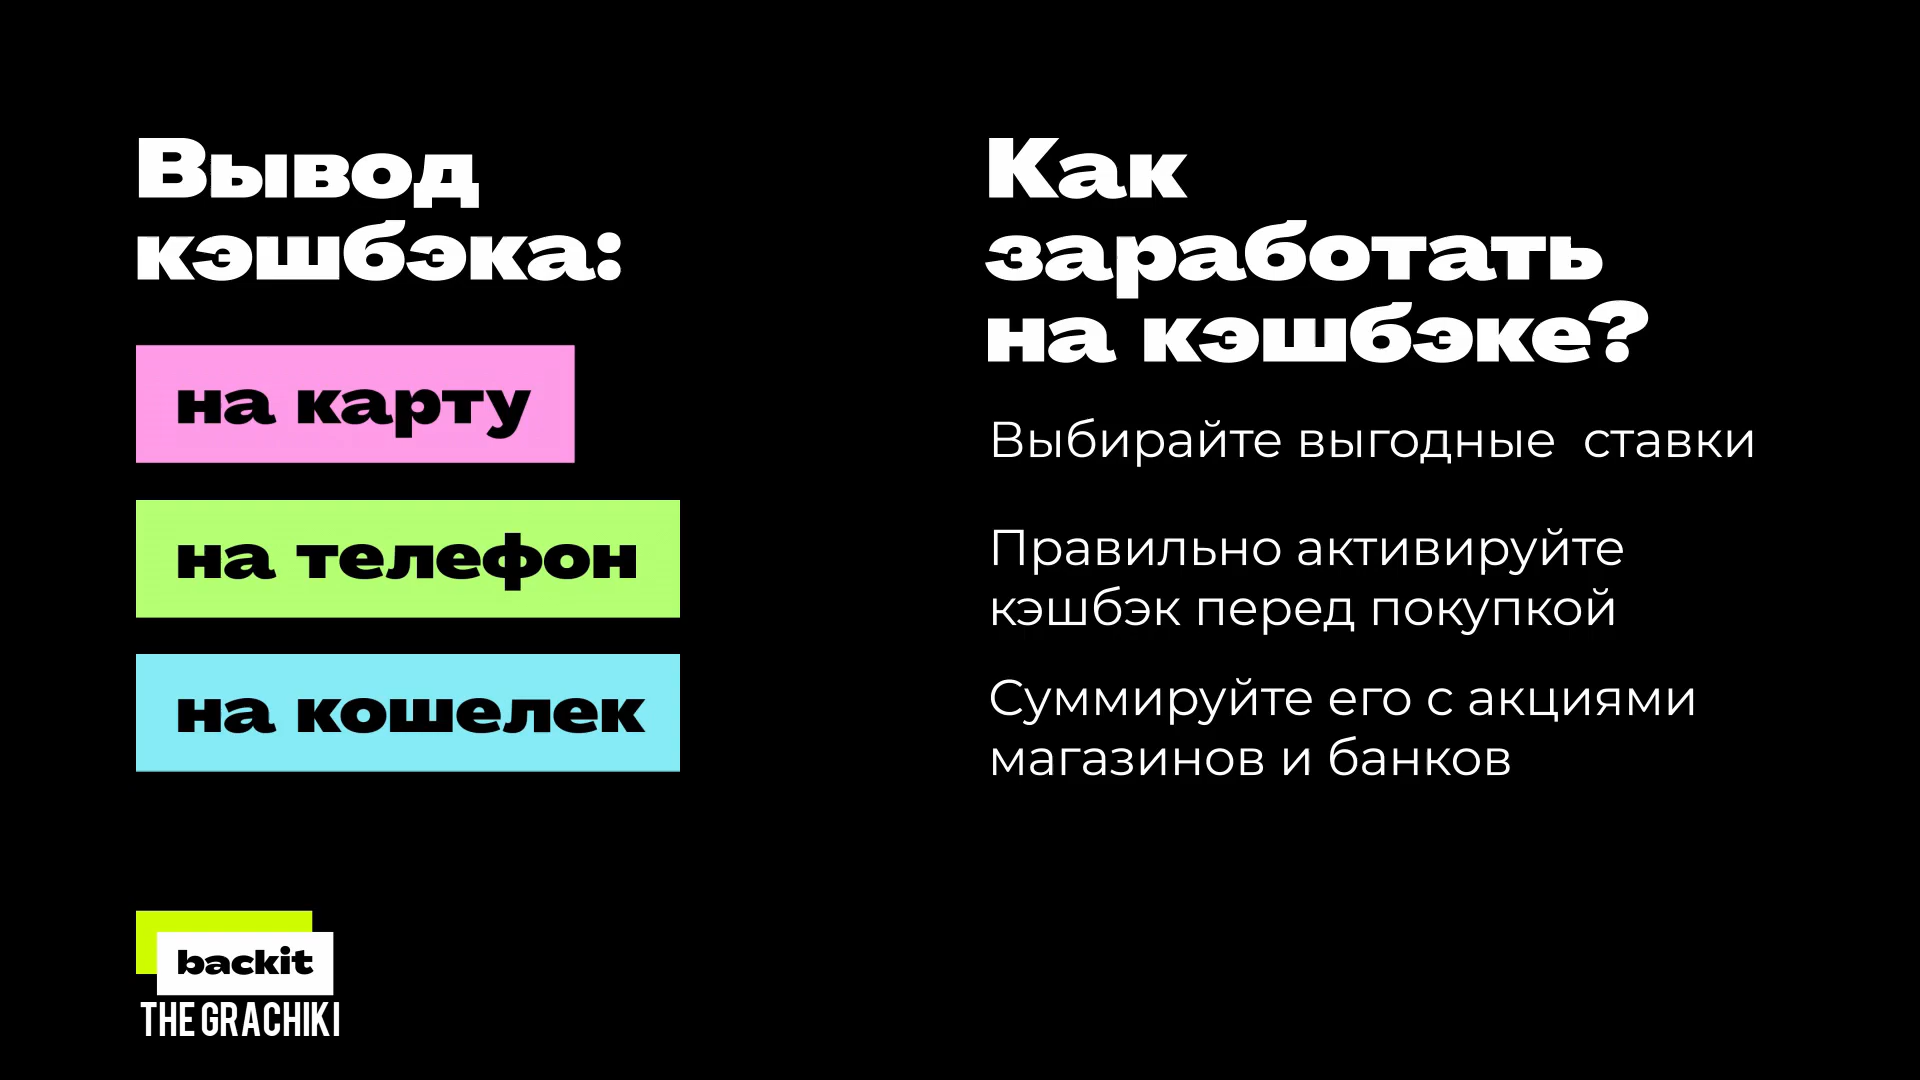 Вывод
кэшбэка:
на карту
на телефон
на кошелек
Как
заработать
на кэшбэке?
Выбирайте выгодные  ставки
Правильно активируйте
кэшбэк перед покупкой
Суммируйте его с акциями
магазинов и банков
backit
THE GRACHIKI